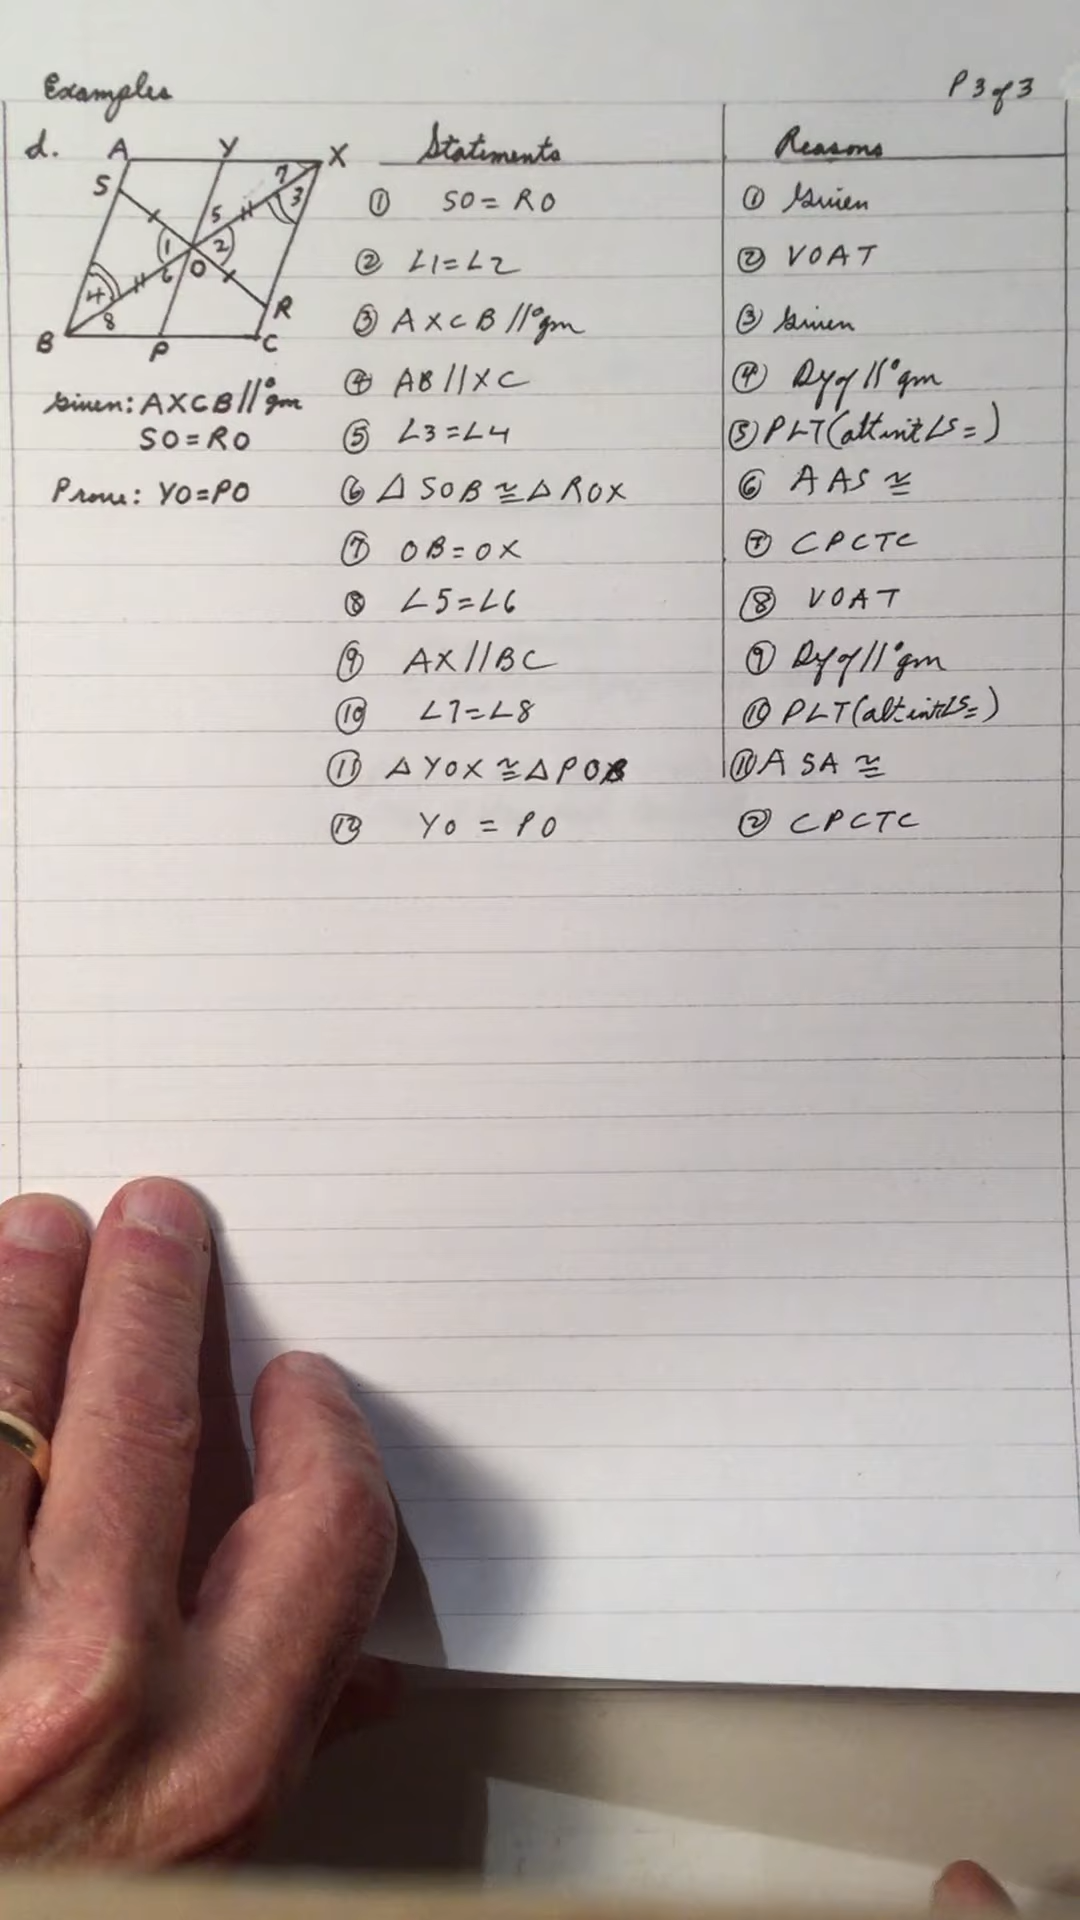 Examples
P 3 of 3
d.
A Y X
S 7
5 3
1 2
4 6 O
8 R
B P C
Given: AXCB //°gm
SO = RO
Prove: YO = PO
Statements Reasons
① SO = RO ① Given
② ∠1 = ∠2 ② VOAT
③ AXCB //°gm ③ Given
④ AB // XC ④ Def of //°gm
⑤ ∠3 = ∠4 ⑤ PLT (alt int ∠s = )
⑥ △ SOB ≅ △ ROX ⑥ AAS ≅
⑦ OB = OX ⑦ CPCTC
⑧ ∠5 = ∠6 ⑧ VOAT
⑨ AX // BC ⑨ Def of //°gm
⑩ ∠7 = ∠8 ⑩ PLT (alt int ∠s = )
⑪ △ YOX ≅ △ POB ⑪ ASA ≅
⑫ YO = PO ⑫ CPCTC